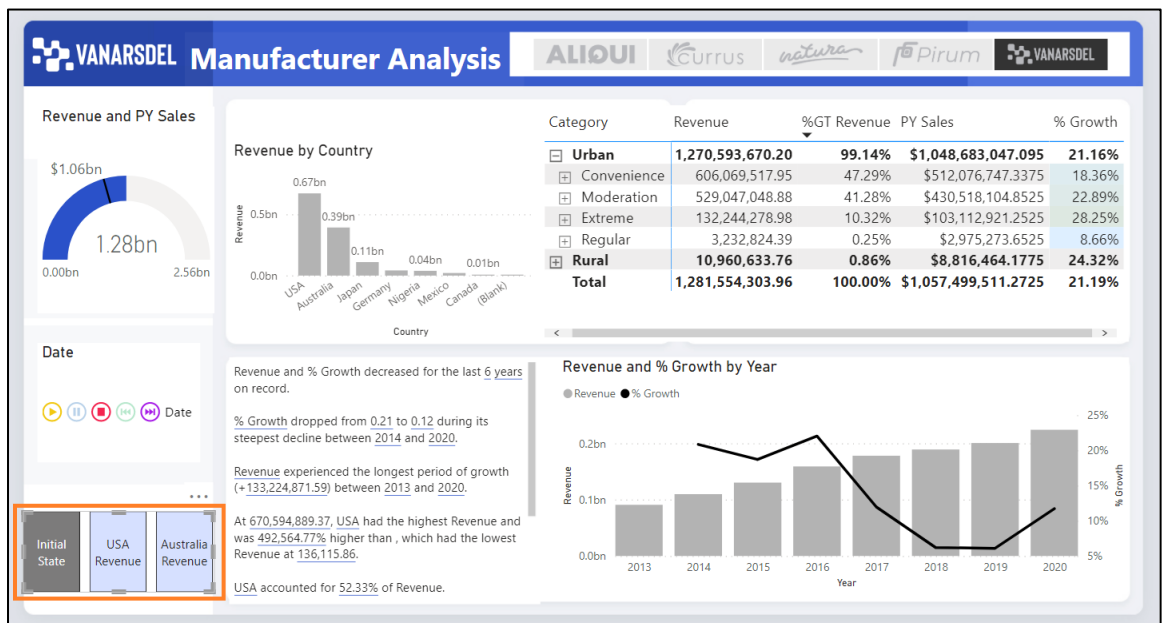 VANARSDEL Manufacturer Analysis
ALIQUI Currus natura Pirum VANARSDEL
Revenue and PY Sales
$1.06bn
1.28bn
0.00bn 2.56bn
Revenue by Country
Revenue
0.5bn
0.0bn
0.67bn
0.39bn
0.11bn
0.04bn
0.01bn
USA Australia Japan Germany Nigeria Mexico Canada (Blank)
Country
Category Revenue %GT Revenue PY Sales % Growth
Urban 1,270,593,670.20 99.14% $1,048,683,047.095 21.16%
Convenience 606,069,517.95 47.29% $512,076,747.3375 18.36%
Moderation 529,047,048.88 41.28% $430,518,104.8525 22.89%
Extreme 132,244,278.98 10.32% $103,112,921.2525 28.25%
Regular 3,232,824.39 0.25% $2,975,273.6525 8.66%
Rural 10,960,633.76 0.86% $8,816,464.1775 24.32%
Total 1,281,554,303.96 100.00% $1,057,499,511.2725 21.19%
Date
Date
Initial
State
USA
Revenue
Australia
Revenue
Revenue and % Growth decreased for the last 6 years
on record.
% Growth dropped from 0.21 to 0.12 during its
steepest decline between 2014 and 2020.
Revenue experienced the longest period of growth
(+133,224,871.59) between 2013 and 2020.
At 670,594,889.37, USA had the highest Revenue and
was 492,564.77% higher than , which had the lowest
Revenue at 136,115.86.
USA accounted for 52.33% of Revenue.
Revenue and % Growth by Year
Revenue % Growth
Revenue
0.2bn
0.1bn
0.0bn
25%
20%
15%
10%
5%
% Growth
2013 2014 2015 2016 2017 2018 2019 2020
Year